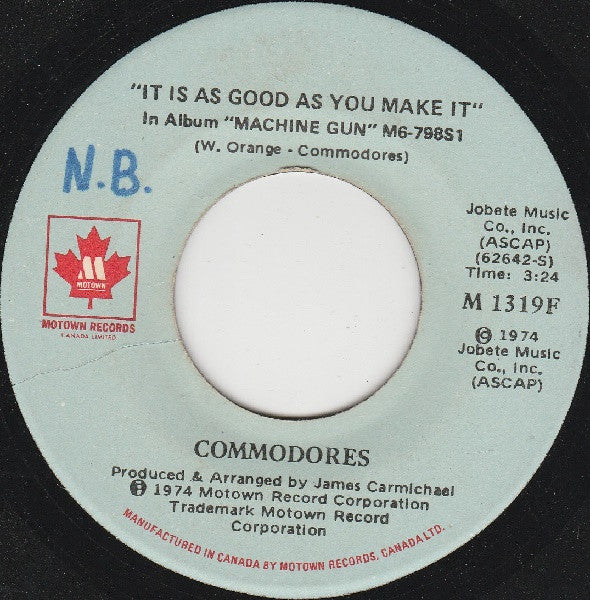 "IT IS AS GOOD AS YOU MAKE IT"
In Album "MACHINE GUN" M6-798S1
(W. Orange - Commodores)
N.B.
Jobete Music
Co., Inc.
(ASCAP)
(62642-S)
Time: 3:24
M
MOTOWN
MOTOWN RECORDS
CANADA LIMITED
M 1319F
© 1974
Jobete Music
Co., Inc.
(ASCAP)
COMMODORES
Produced & Arranged by James Carmichael
℗ 1974 Motown Record Corporation
Trademark Motown Record
Corporation
MANUFACTURED IN CANADA BY MOTOWN RECORDS, CANADA LTD.